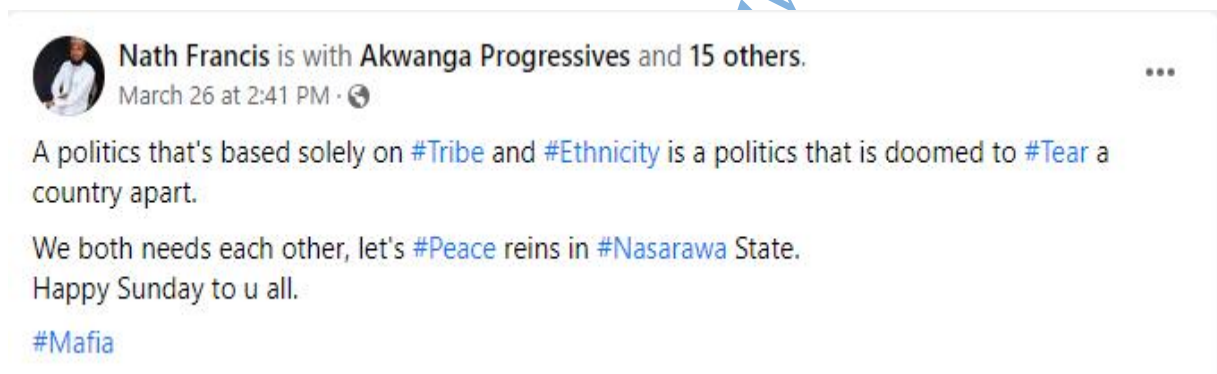 Nath Francis is with Akwanga Progressives and 15 others.
March 26 at 2:41 PM ·
A politics that's based solely on #Tribe and #Ethnicity is a politics that is doomed to #Tear a
country apart.
We both needs each other, let's #Peace reins in #Nasarawa State.
Happy Sunday to u all.
#Mafia